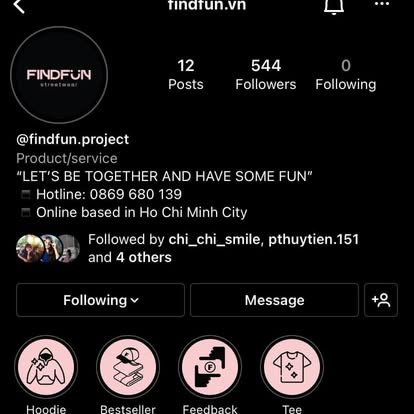 findfun.vn
FINDFUN
streetwear
12
Posts
544
Followers
0
Following
@findfun.project
Product/service
“LET’S BE TOGETHER AND HAVE SOME FUN”
Hotline: 0869 680 139
Online based in Ho Chi Minh City
Followed by chi_chi_smile, pthuytien.151
and 4 others
Following
Message
Hoodie
Bestseller
Feedback
Tee